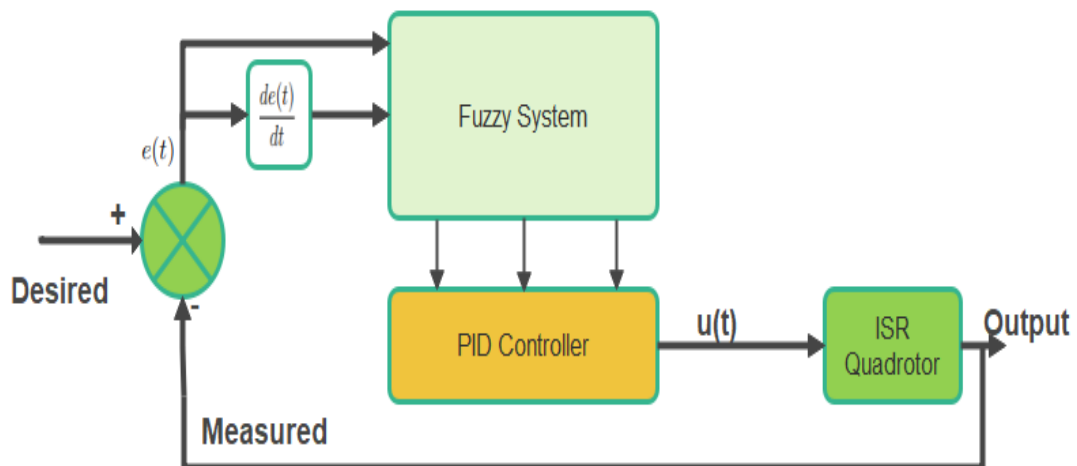 de(t)
dt
Fuzzy System
e(t)
+
Desired
-
PID Controller
u(t)
ISR
Quadrotor
Output
Measured